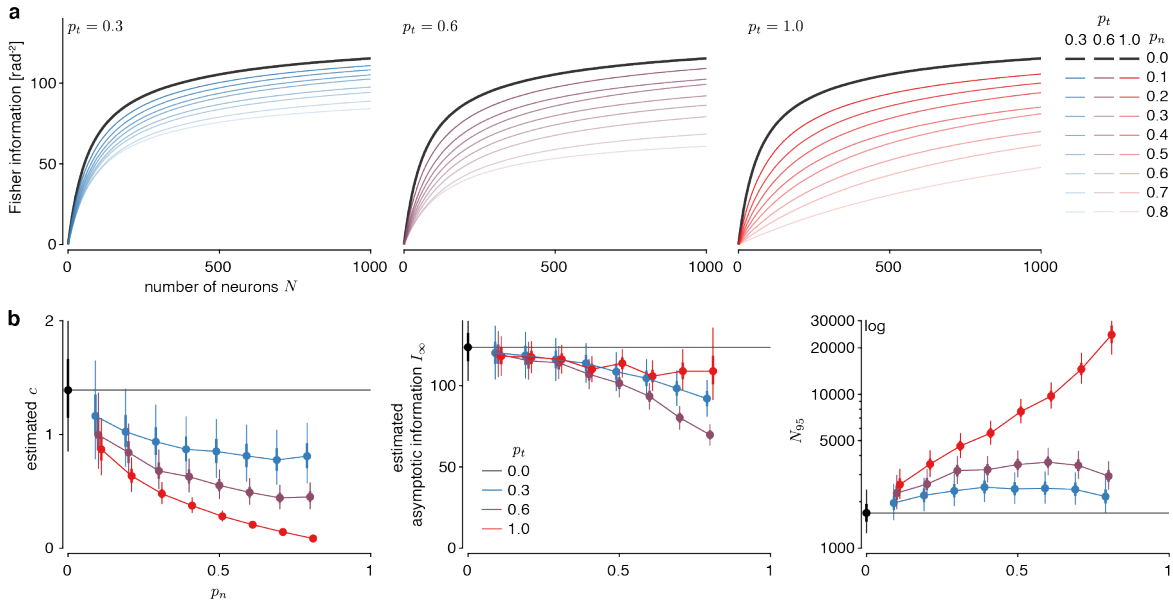 a
p_t = 0.3
p_t = 0.6
p_t = 1.0
p_t
0.3 0.6 1.0 p_n
0.0
0.1
0.2
0.3
0.4
0.5
0.6
0.7
0.8
Fisher information [rad⁻²]
100
50
0
0 500 1000
0 500 1000
0 500 1000
number of neurons N
b
estimated c
2
1
0
0 0.5 1
p_n
estimated
asymptotic information I_∞
100
50
0
p_t
0.0
0.3
0.6
1.0
0 0.5 1
N_95
30000
20000
10000
5000
1000
log
0 0.5 1